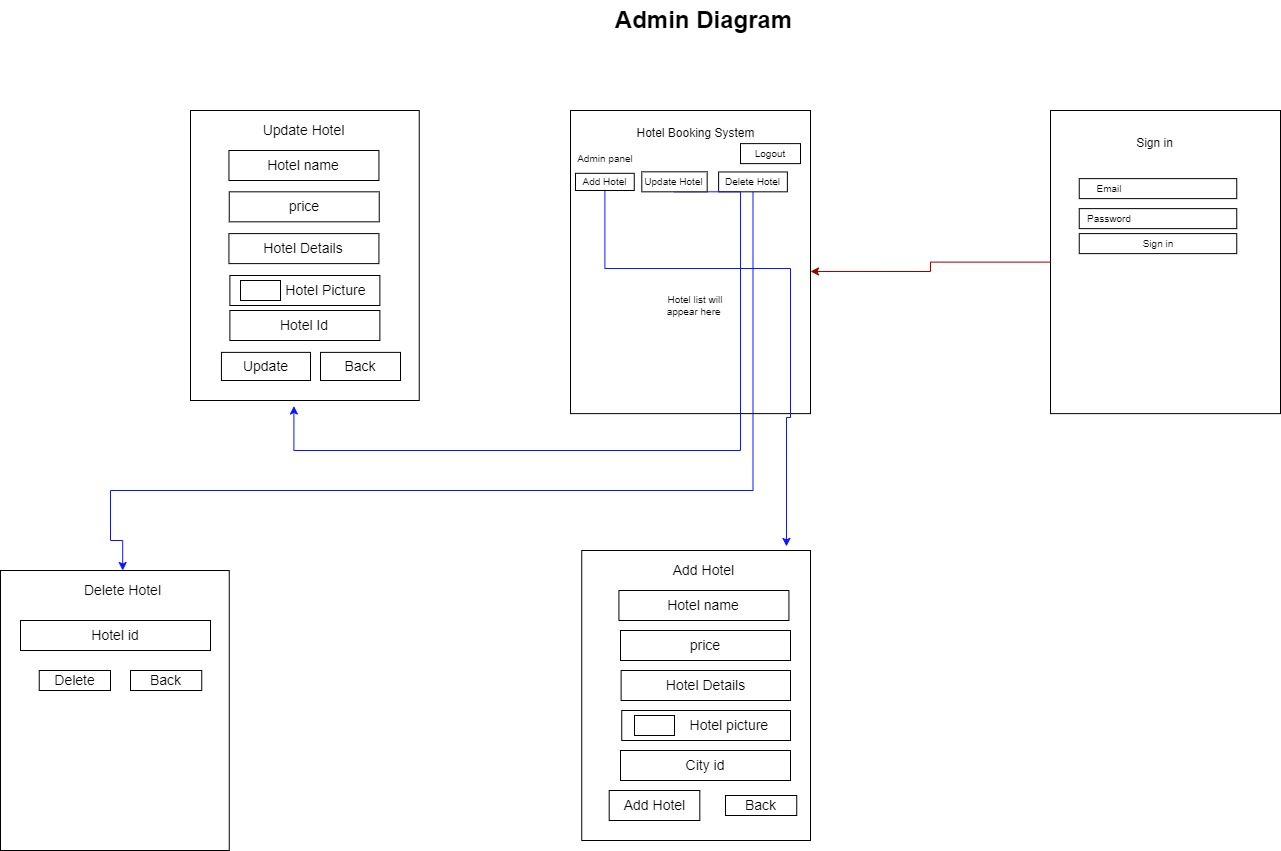 Admin Diagram
Update Hotel
Hotel name
price
Hotel Details
Hotel Picture
Hotel Id
Update
Back
Hotel Booking System
Logout
Admin panel
Add Hotel
Update Hotel
Delete Hotel
Hotel list will
appear here
Sign in
Email
Password
Sign in
Delete Hotel
Hotel id
Delete
Back
Add Hotel
Hotel name
price
Hotel Details
Hotel picture
City id
Add Hotel
Back